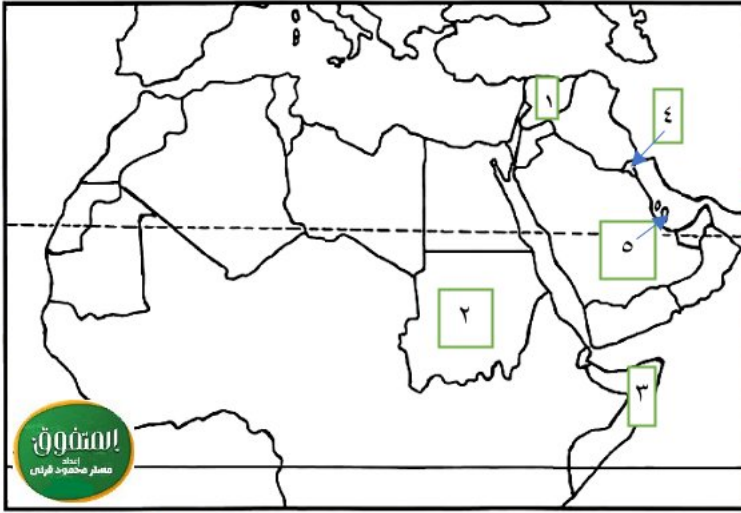 ١
٤
٥
٢
٣
المتفوق
إعداد
مستر محمود قرني